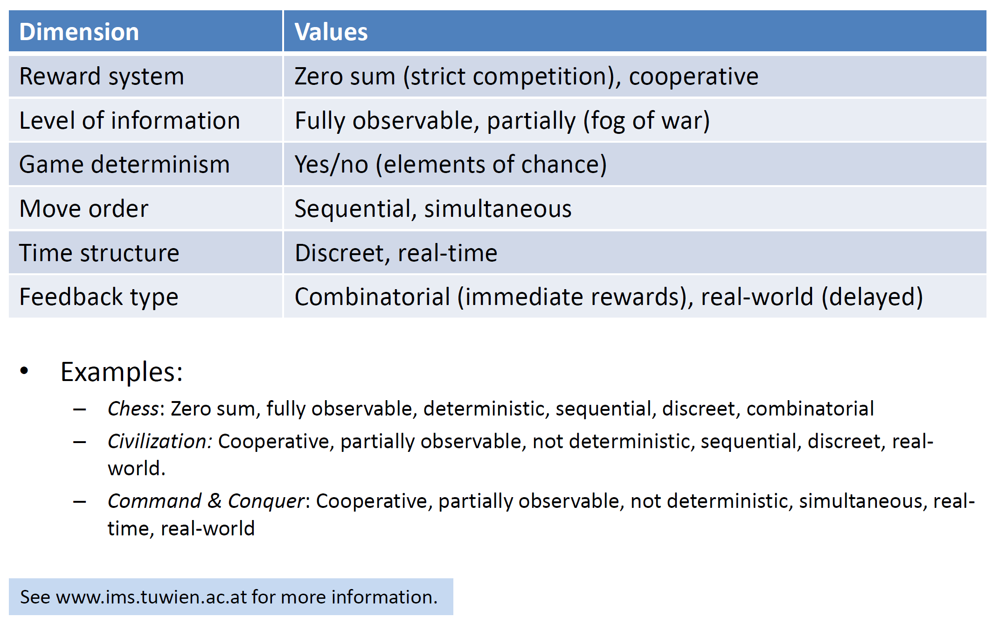 Dimension Values
Reward system Zero sum (strict competition), cooperative
Level of information Fully observable, partially (fog of war)
Game determinism Yes/no (elements of chance)
Move order Sequential, simultaneous
Time structure Discreet, real-time
Feedback type Combinatorial (immediate rewards), real-world (delayed)
• Examples:
– Chess: Zero sum, fully observable, deterministic, sequential, discreet, combinatorial
– Civilization: Cooperative, partially observable, not deterministic, sequential, discreet, real-
world.
– Command & Conquer: Cooperative, partially observable, not deterministic, simultaneous, real-
time, real-world
See www.ims.tuwien.ac.at for more information.